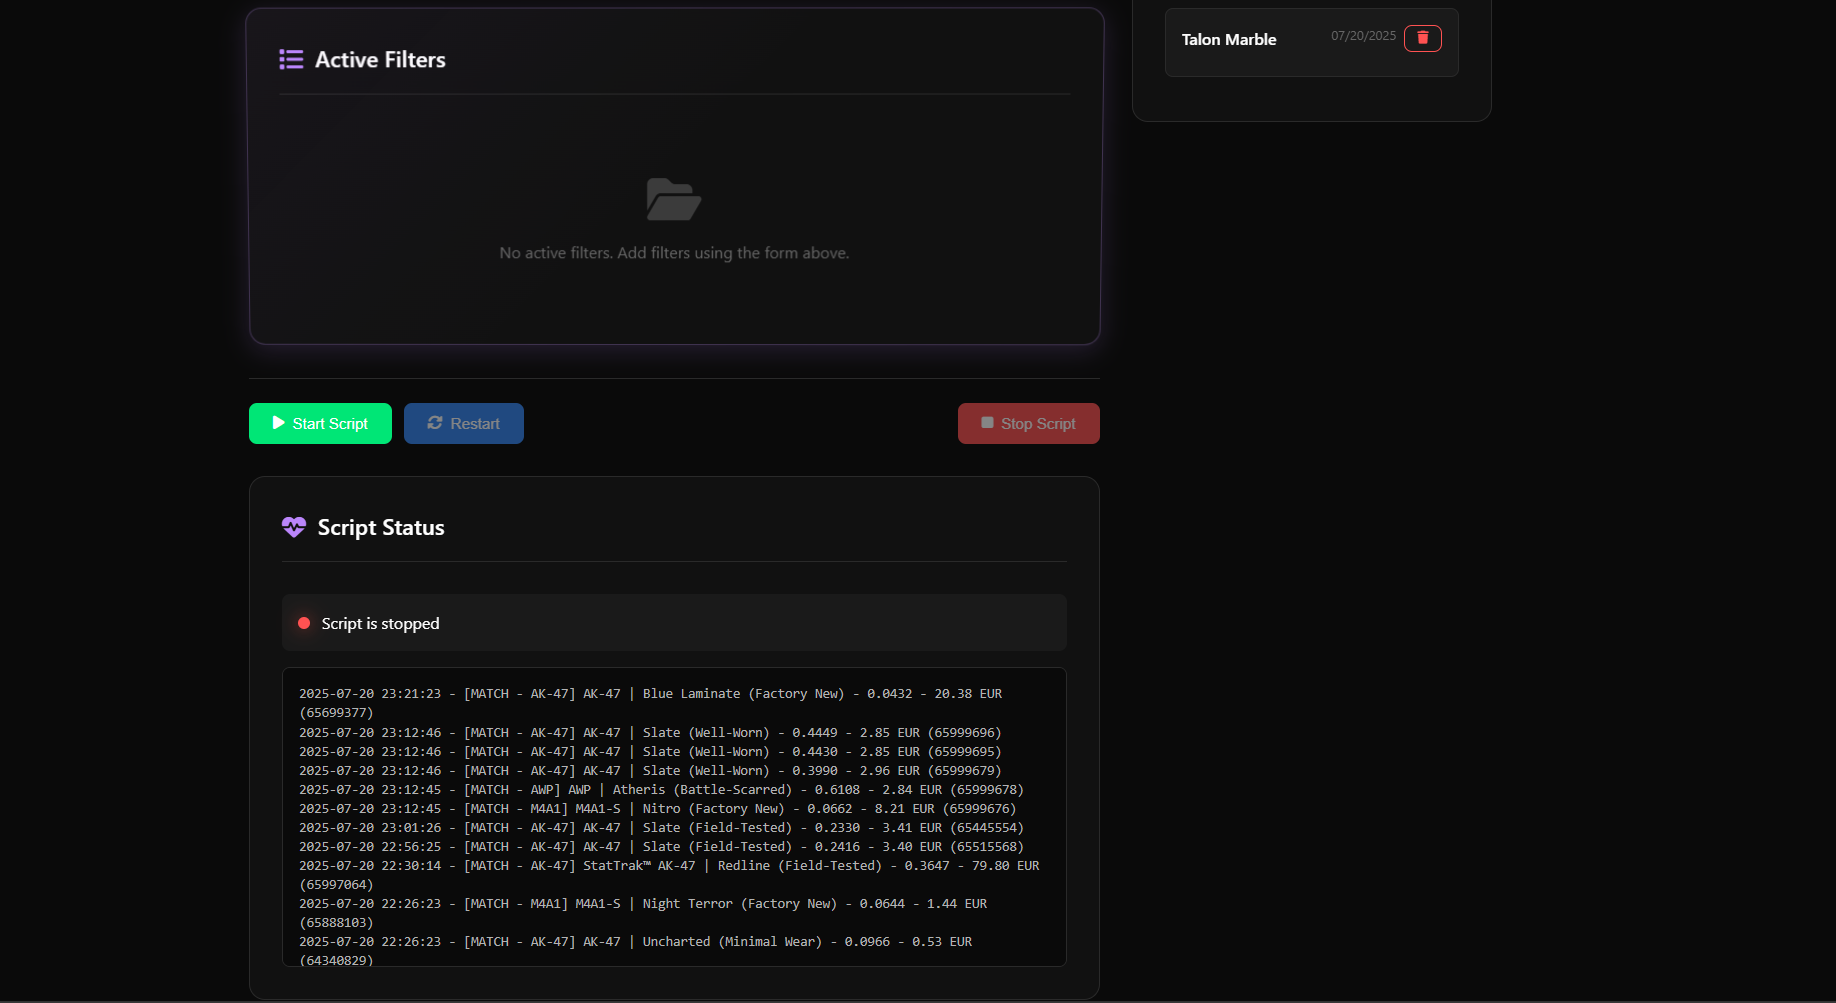 Active Filters
No active filters. Add filters using the form above.
Talon Marble
07/20/2025
Start Script
Restart
Stop Script
Script Status
Script is stopped
2025-07-20 23:21:23 - [MATCH - AK-47] AK-47 | Blue Laminate (Factory New) - 0.0432 - 20.38 EUR
(65699377)
2025-07-20 23:12:46 - [MATCH - AK-47] AK-47 | Slate (Well-Worn) - 0.4449 - 2.85 EUR (65999696)
2025-07-20 23:12:46 - [MATCH - AK-47] AK-47 | Slate (Well-Worn) - 0.4430 - 2.85 EUR (65999695)
2025-07-20 23:12:46 - [MATCH - AK-47] AK-47 | Slate (Well-Worn) - 0.3990 - 2.96 EUR (65999679)
2025-07-20 23:12:45 - [MATCH - AWP] AWP | Atheris (Battle-Scarred) - 0.6108 - 2.84 EUR (65999678)
2025-07-20 23:12:45 - [MATCH - M4A1] M4A1-S | Nitro (Factory New) - 0.0662 - 8.21 EUR (65999676)
2025-07-20 23:01:26 - [MATCH - AK-47] AK-47 | Slate (Field-Tested) - 0.2330 - 3.41 EUR (65445554)
2025-07-20 22:56:25 - [MATCH - AK-47] AK-47 | Slate (Field-Tested) - 0.2416 - 3.40 EUR (65515568)
2025-07-20 22:30:14 - [MATCH - AK-47] StatTrak™ AK-47 | Redline (Field-Tested) - 0.3647 - 79.80 EUR
(65997064)
2025-07-20 22:26:23 - [MATCH - M4A1] M4A1-S | Night Terror (Factory New) - 0.0644 - 1.44 EUR
(65888103)
2025-07-20 22:26:23 - [MATCH - AK-47] AK-47 | Uncharted (Minimal Wear) - 0.0966 - 0.53 EUR
(64340829)